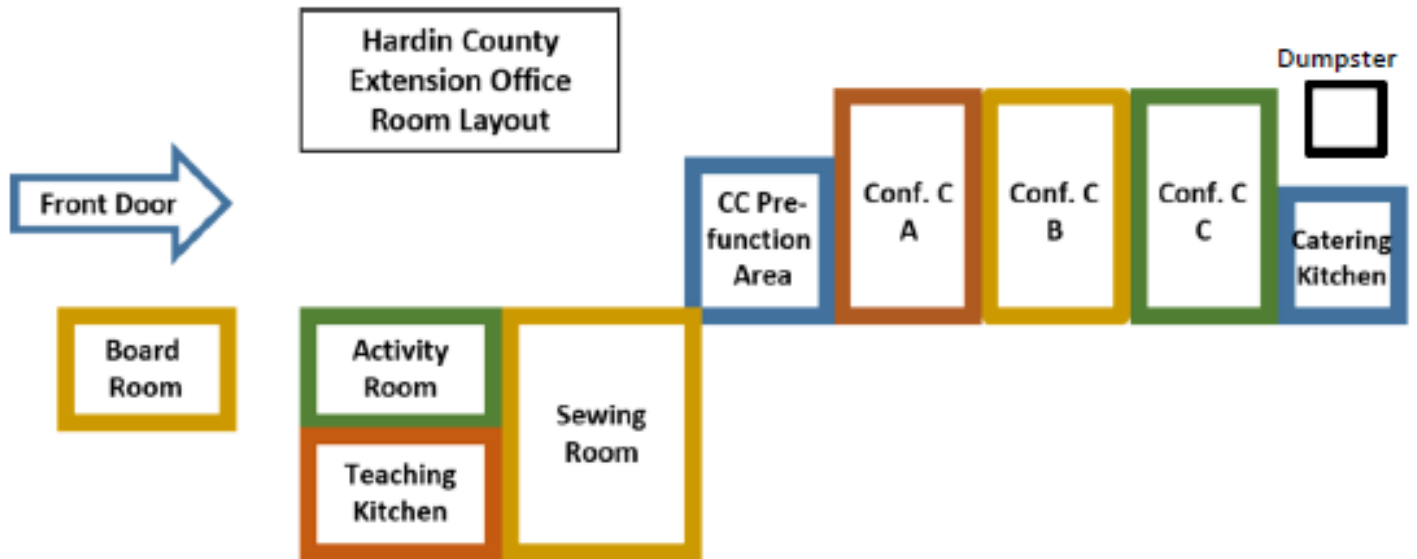 Hardin County
Extension Office
Room Layout
Dumpster
Front Door
CC Pre-
function
Area
Conf. C
A
Conf. C
B
Conf. C
C
Catering
Kitchen
Board
Room
Activity
Room
Sewing
Room
Teaching
Kitchen